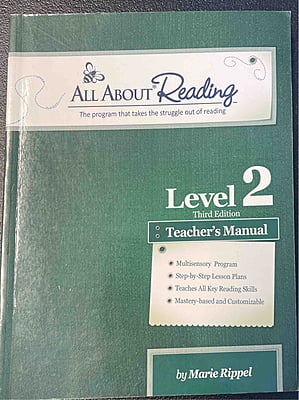 All About® Reading
The program that takes the struggle out of reading
Level 2
Third Edition
Teacher's Manual
Multisensory Program
Step-by-Step Lesson Plans
Teaches All Key Reading Skills
Mastery-based and Customizable
by Marie Rippel